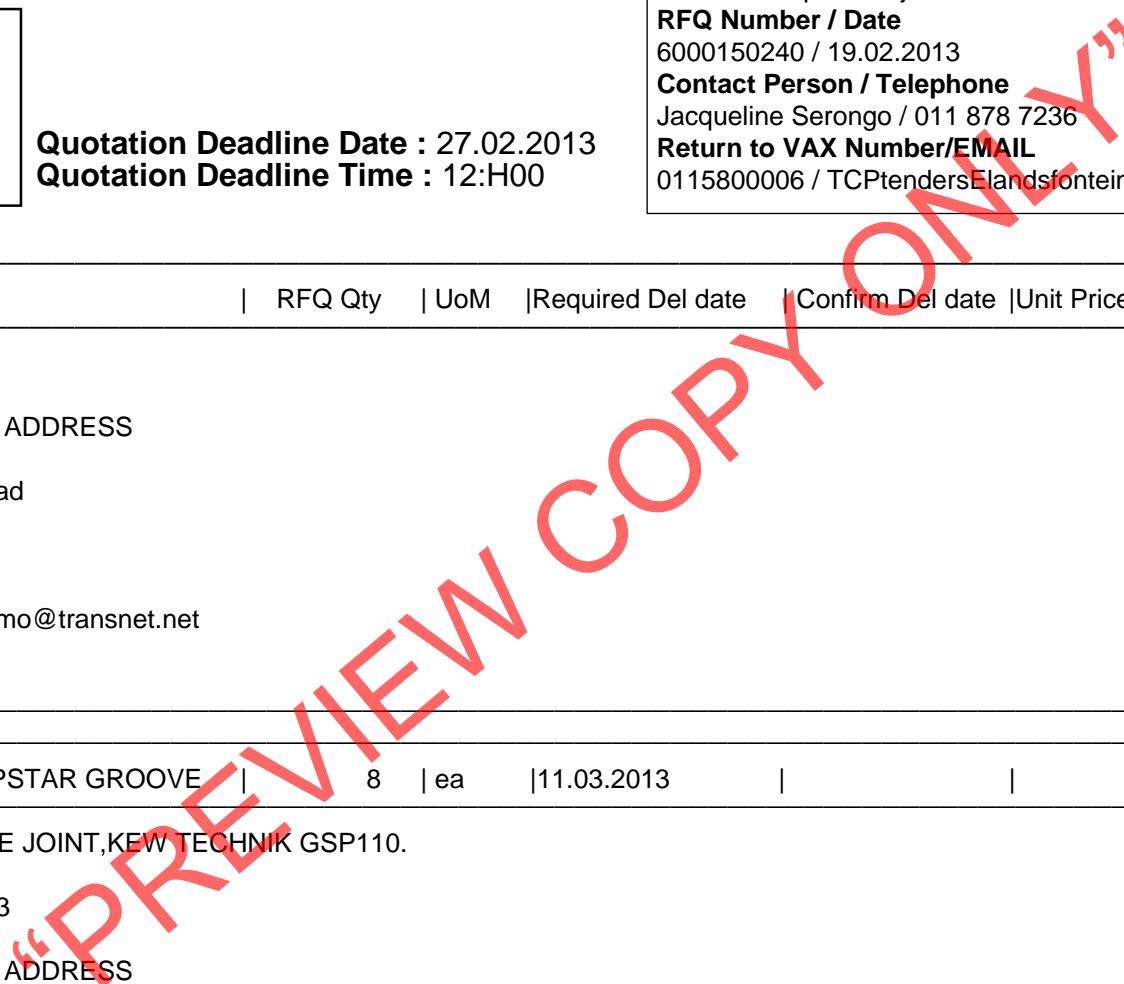 RFQ Number / Date
6000150240 / 19.02.2013
Contact Person / Telephone
Jacqueline Serongo / 011 878 7236
Return to VAX Number/EMAIL
0115800006 / TCPtendersElandsfontein
Quotation Deadline Date : 27.02.2013
Quotation Deadline Time : 12:H00
| RFQ Qty | UoM |Required Del date | Confirm Del date |Unit Price
ADDRESS
ad
mo@transnet.net
PSTAR GROOVE | 8 | ea |11.03.2013 | |
E JOINT,KEW TECHNIK GSP110.
3
ADDRESS
“PREVIEW COPY ONLY”